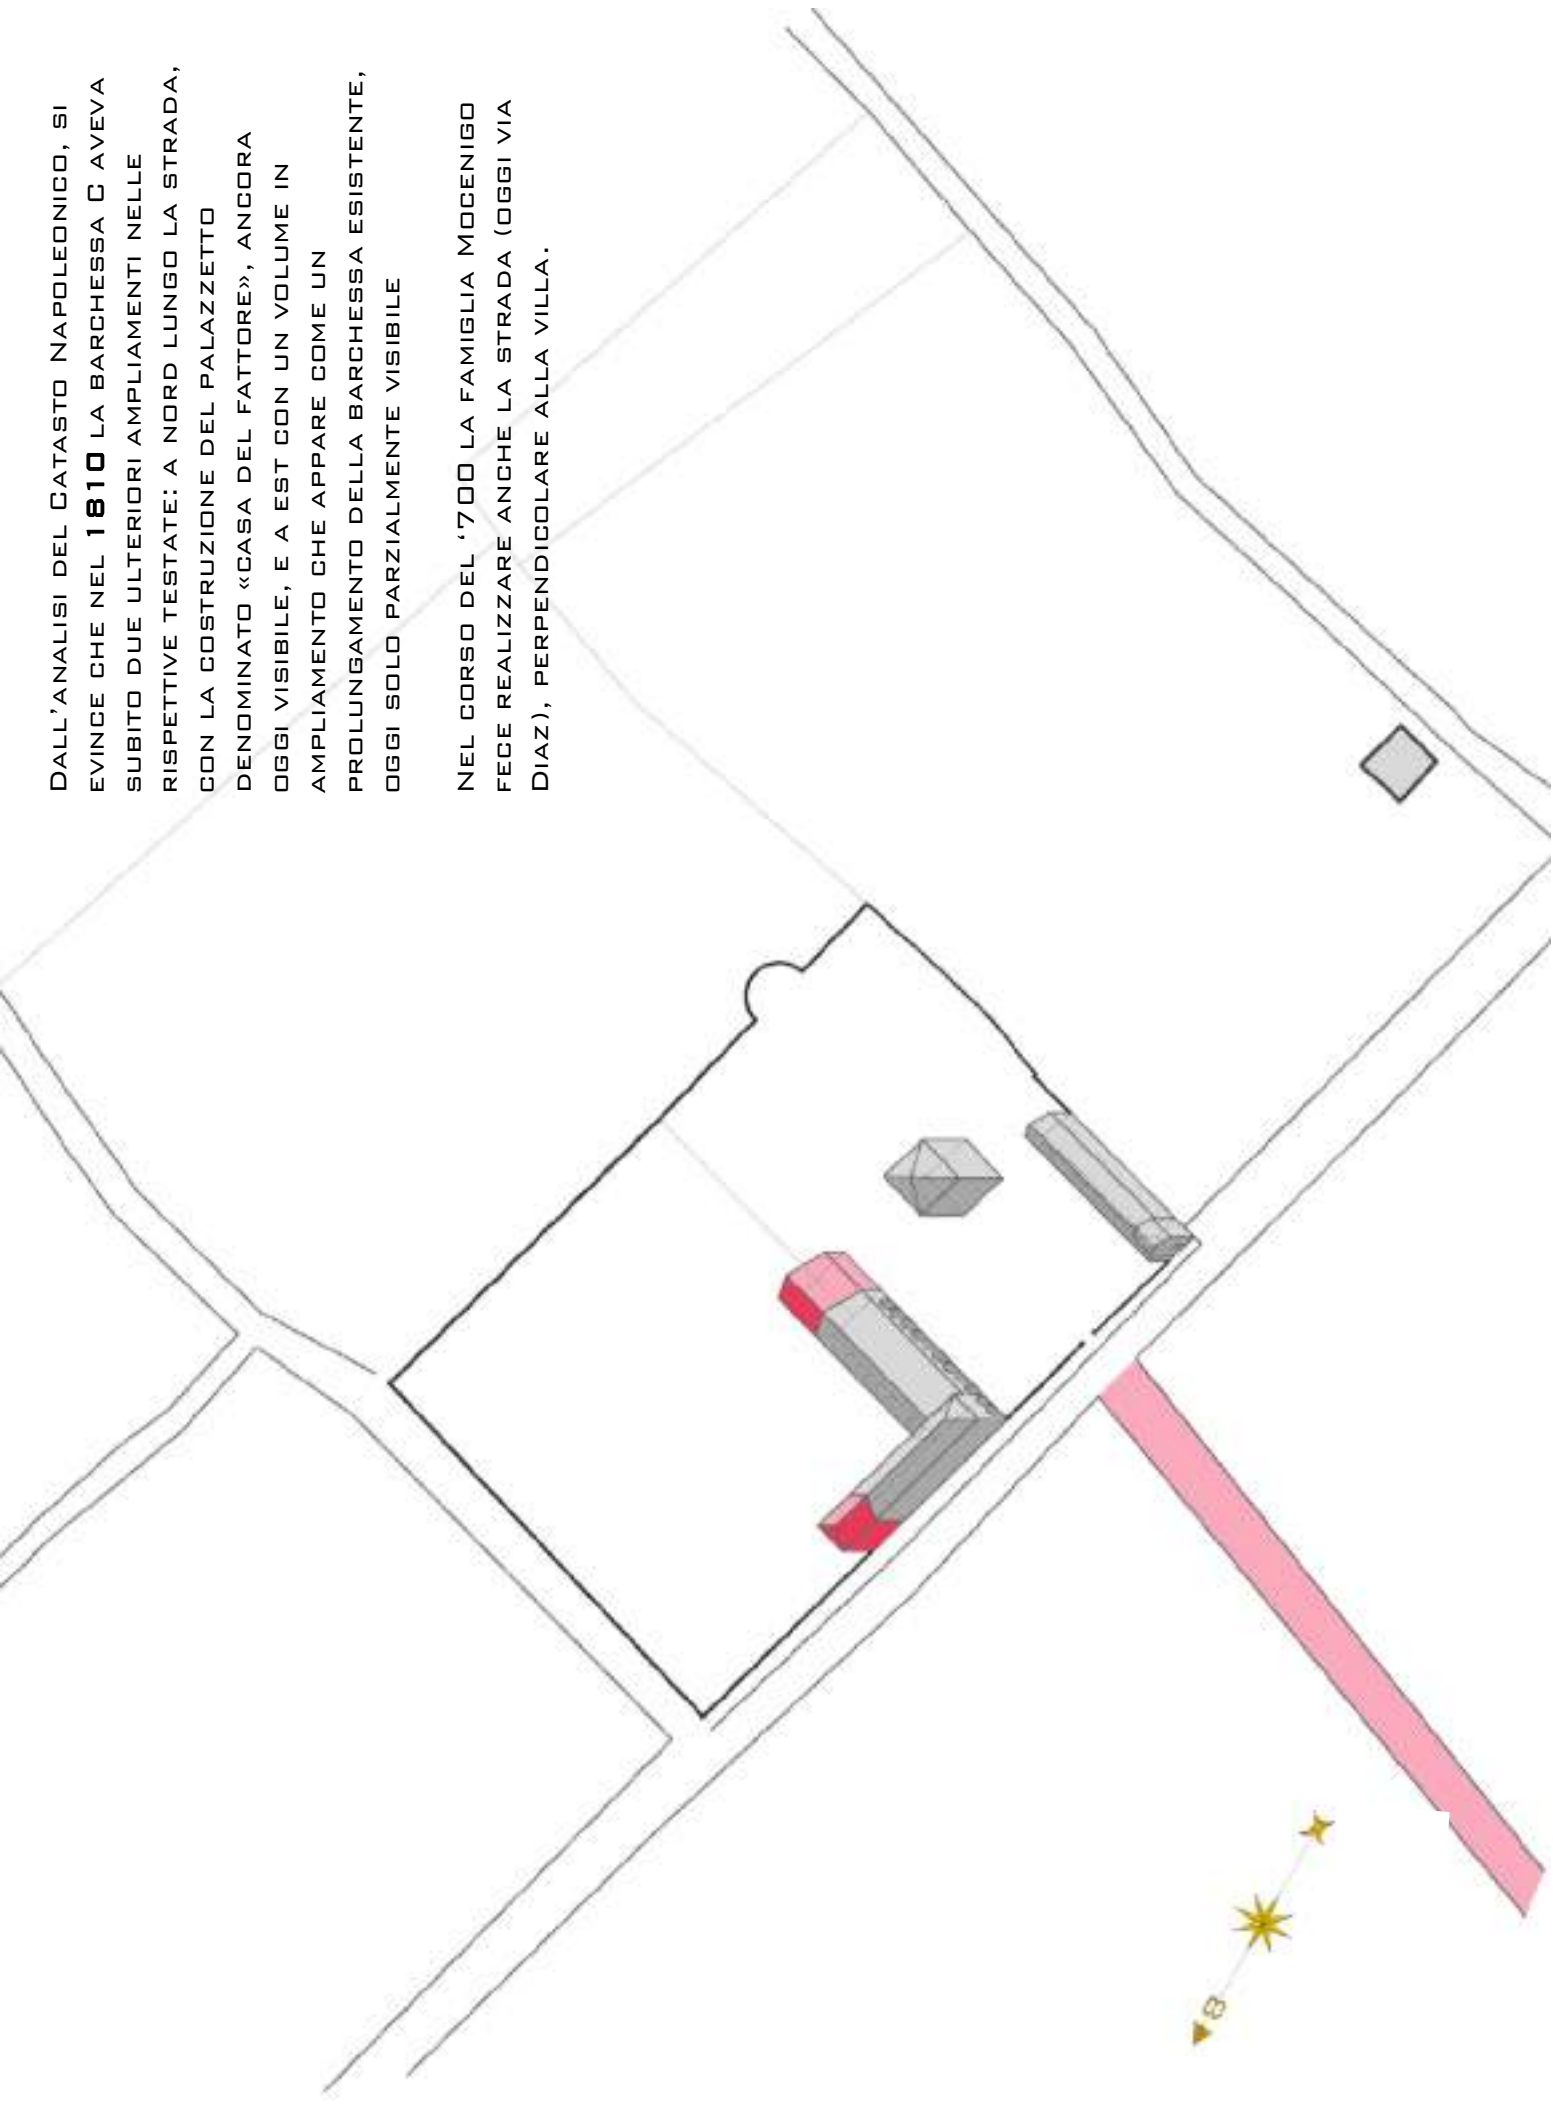 DALL'ANALISI DEL CATASTO NAPOLEONICO, SI
EVINCE CHE NEL 1810 LA BARCHESSA C AVEVA
SUBITO DUE ULTERIORI AMPLIAMENTI NELLE
RISPETTIVE TESTATE: A NORD LUNGO LA STRADA,
CON LA COSTRUZIONE DEL PALAZZETTO
DENOMINATO «CASA DEL FATTORE», ANCORA
OGGI VISIBILE, E A EST CON UN VOLUME IN
AMPLIAMENTO CHE APPARE COME UN
PROLUNGAMENTO DELLA BARCHESSA ESISTENTE,
OGGI SOLO PARZIALMENTE VISIBILE
NEL CORSO DEL '700 LA FAMIGLIA MOCENIGO
FECE REALIZZARE ANCHE LA STRADA (OGGI VIA
DIAZ), PERPENDICOLARE ALLA VILLA.
8